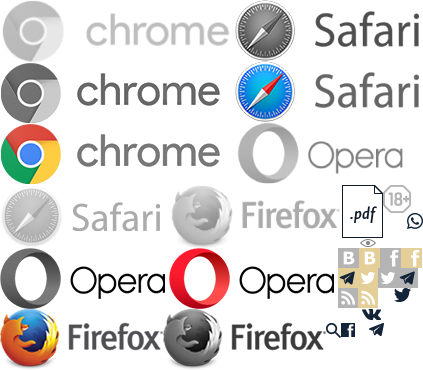 chrome Safari
chrome Safari
chrome Opera
Safari Firefox .pdf 18+
B B f f
Opera Opera
Firefox Firefox f